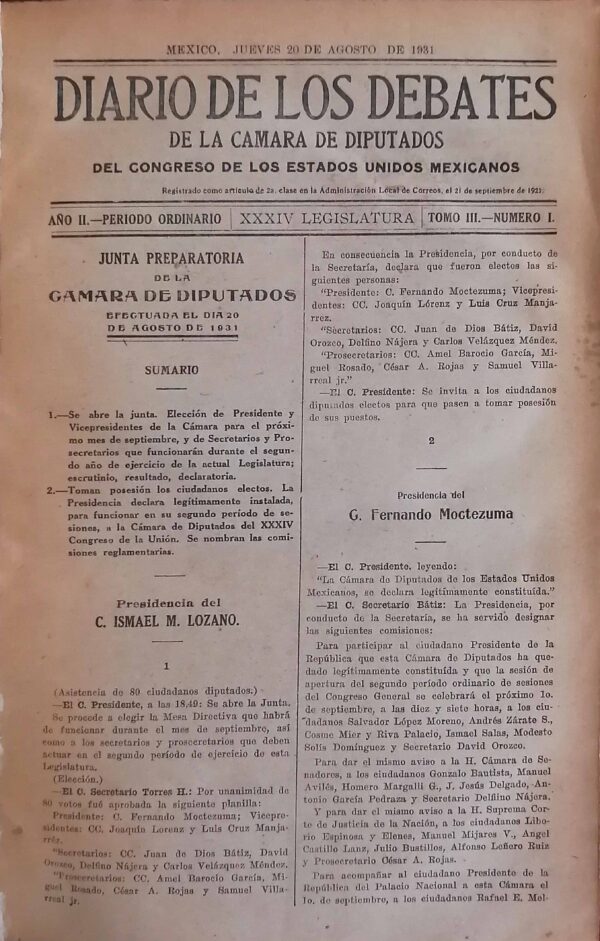 MEXICO, JUEVES 20 DE AGOSTO DE 1931
DIARIO DE LOS DEBATES
DE LA CAMARA DE DIPUTADOS
DEL CONGRESO DE LOS ESTADOS UNIDOS MEXICANOS
Registrado como artículo de 2a. clase en la Administración Local de Correos, el 21 de septiembre de 1921.
AÑO II.—PERIODO ORDINARIO | XXXIV LEGISLATURA | TOMO III.—NUMERO I.
JUNTA PREPARATORIA
DE LA
CAMARA DE DIPUTADOS
EFECTUADA EL DIA 20
DE AGOSTO DE 1931
SUMARIO
1.—Se abre la junta. Elección de Presidente y
Vicepresidentes de la Cámara para el próxi-
mo mes de septiembre, y de Secretarios y Pro-
secretarios que funcionarán durante el segun-
do año de ejercicio de la actual Legislatura;
escrutinio, resultado, declaratoria.
2.—Toman posesión los ciudadanos electos. La
Presidencia declara legítimamente instalada,
para funcionar en su segundo período de se-
siones, a la Cámara de Diputados del XXXIV
Congreso de la Unión. Se nombran las comi-
siones reglamentarias.
Presidencia del
C. ISMAEL M. LOZANO.
1
(Asistencia de 80 ciudadanos diputados.)
—El C. Presidente, a las 18.49: Se abre la Junta.
Se procede a elegir la Mesa Directiva que habrá
de funcionar durante el mes de septiembre, así
como a los secretarios y prosecretarios que deben
actuar en el segundo período de ejercicio de esta
Legislatura.
(Elección.)
—El C. Secretario Torres H.: Por unanimidad de
80 votos fué aprobada la siguiente planilla:
Presidente: C. Fernando Moctezuma; Vicepre-
sidentes: CC. Joaquín Lorenz y Luis Cruz Manja-
rrez.
"Secretarios: CC. Juan de Dios Bátiz, David
Orozco, Delfino Nájera y Carlos Velázquez Méndez.
"Prosecretarios: CC. Amel Barocio García, Mi-
guel Rosado, César A. Rojas y Samuel Villa-
rreal jr.
En consecuencia la Presidencia, por conducto de
la Secretaría, declara que fueron electos las si-
guientes personas:
"Presidente: C. Fernando Moctezuma; Vicepresi-
dentes: CC. Joaquín Lórenz y Luis Cruz Manja-
rrez.
"Secretarios: CC. Juan de Dios Bátiz, David
Orozco, Delfino Nájera y Carlos Velázquez Méndez.
"Prosecretarios: CC. Amel Barocio García, Mi-
guel Rosado, César A. Rojas y Samuel Villa-
rreal jr."
—El C. Presidente: Se invita a los ciudadanos
diputados electos para que pasen a tomar posesión
de sus puestos.
2
Presidencia del
G. Fernando Moctezuma
—El C. Presidente, leyendo:
"La Cámara de Diputados de los Estados Unidos
Mexicanos, se declara legítimamente constituída."
—El C. Secretario Bátiz: La Presidencia, por
conducto de la Secretaría, se ha servido designar
las siguientes comisiones:
Para participar al ciudadano Presidente de la
República que esta Cámara de Diputados ha que-
dado legítimamente constituída y que la sesión de
apertura del segundo período ordinario de sesiones
del Congreso General se celebrará el próximo 1o.
de septiembre, a las diez y siete horas, a los ciu-
dadanos Salvador López Moreno, Andrés Zárate S.,
Cosme Mier y Riva Palacio, Ismael Salas, Modesto
Solís Domínguez y Secretario David Orozco.
Para dar el mismo aviso a la H. Cámara de Se-
nadores, a los ciudadanos Gonzalo Bautista, Manuel
Avilés, Homero Margalli G., J. Jesús Delgado, An-
tonio García Pedraza y Secretario Delfino Nájera.
Y para dar el mismo aviso a la H. Suprema Cor-
te de Justicia de la Nación, a los ciudadanos Libo-
rio Espinosa y Elenes, Manuel Mijares V., Angel
Castillo Lanz, Julio Bustillos, Alfonso Leñero Ruiz
y Prosecretario César A. Rojas.
Para acompañar al ciudadano Presidente de la
República del Palacio Nacional a esta Cámara el
1o. de septiembre, a los ciudadanos Rafael E. Mel-